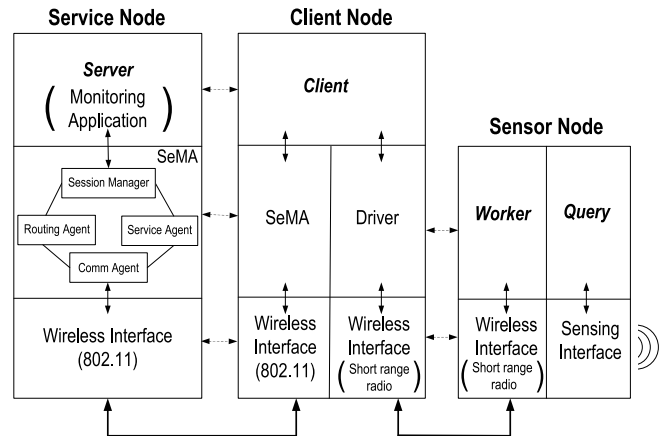 Service Node
Server
( Monitoring
Application )
SeMA
Session Manager
Routing Agent
Service Agent
Comm Agent
Wireless Interface
(802.11)
Client Node
Client
SeMA
Driver
Wireless
Interface
(802.11)
Wireless
Interface
( Short range
radio )
Sensor Node
Worker
Query
Wireless
Interface
( Short range
radio )
Sensing
Interface